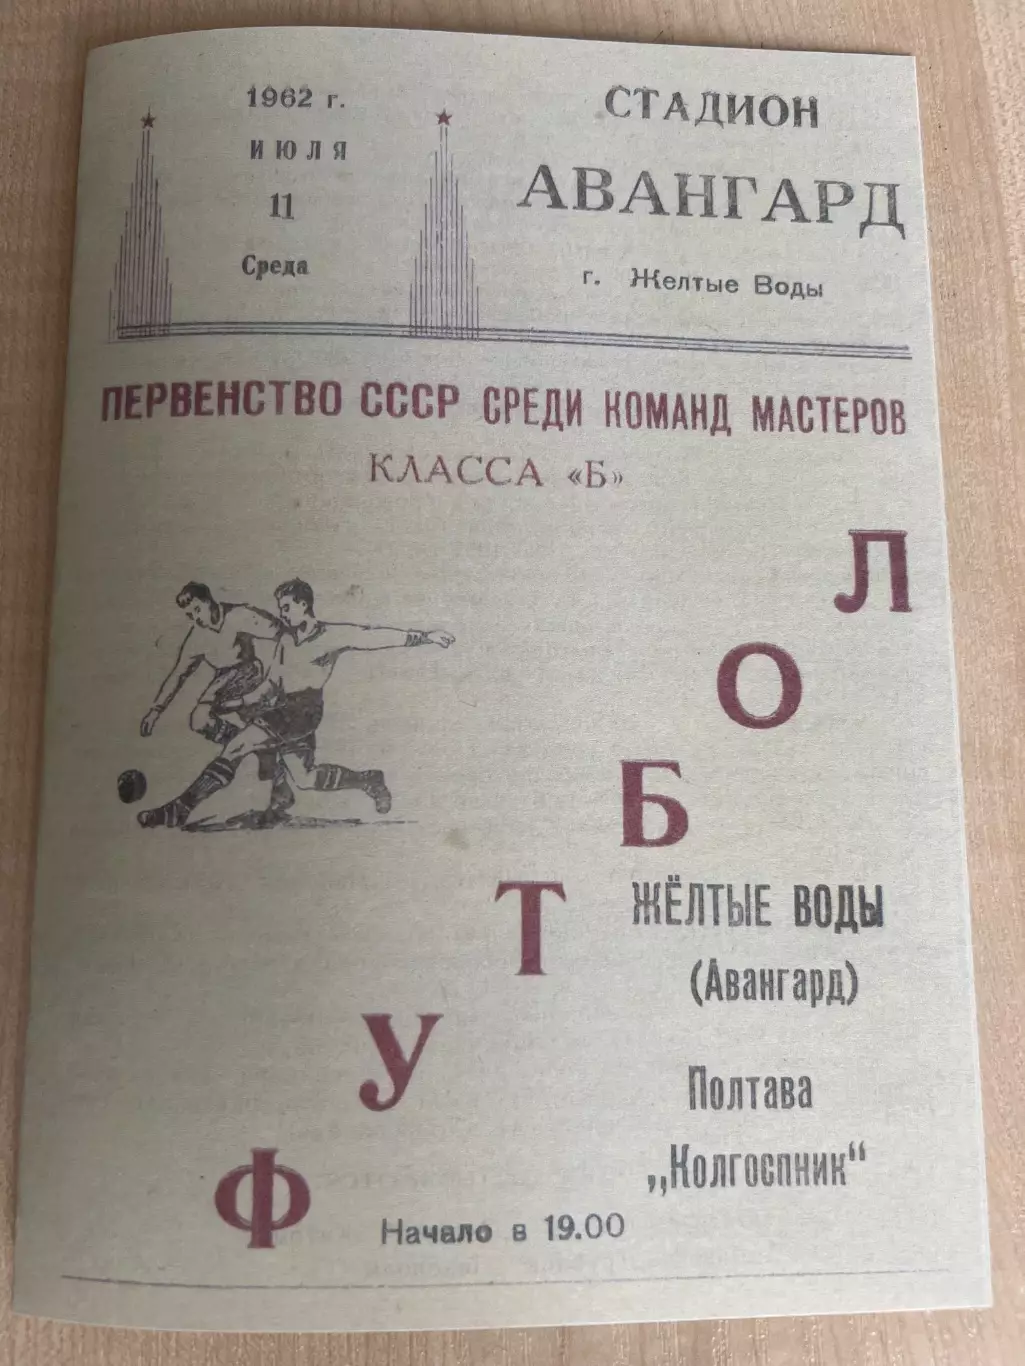 1962 г.
ИЮЛЯ
11
Среда
СТАДИОН
АВАНГАРД
г. Желтые Воды
ПЕРВЕНСТВО СССР СРЕДИ КОМАНД МАСТЕРОВ
КЛАССА «Б»
ФУТБОЛ
ЖЁЛТЫЕ ВОДЫ
(Авангард)
Полтава
„Колгоспник“
Начало в 19.00